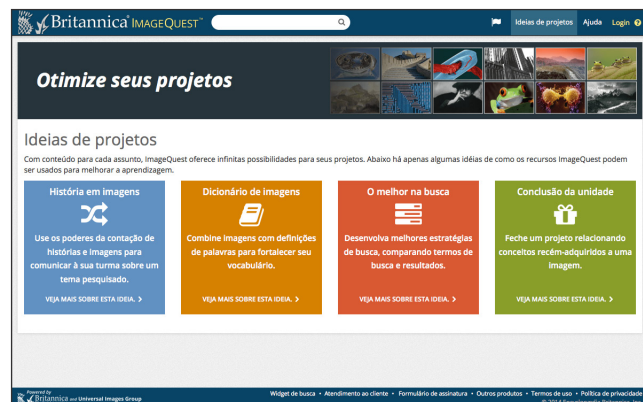 Britannica IMAGEQUEST™
Ideias de projetos Ajuda Login
Otimize seus projetos
Ideias de projetos
Com conteúdo para cada assunto, ImageQuest oferece infinitas possibilidades para seus projetos. Abaixo há apenas algumas idéias de como os recursos ImageQuest podem
ser usados para melhorar a aprendizagem.
História em imagens
Use os poderes da contação de
histórias e imagens para
comunicar à sua turma sobre um
tema pesquisado.
VEJA MAIS SOBRE ESTA IDEIA. >
Dicionário de imagens
Combine imagens com definições
de palavras para fortalecer seu
vocabulário.
VEJA MAIS SOBRE ESTA IDEIA. >
O melhor na busca
Desenvolva melhores estratégias
de busca, comparando termos de
busca e resultados.
VEJA MAIS SOBRE ESTA IDEIA. >
Conclusão da unidade
Feche um projeto relacionando
conceitos recém-adquiridos a uma
imagem.
VEJA MAIS SOBRE ESTA IDEIA. >
Powered by
Britannica and Universal Images Group
Widget de busca • Atendimento ao cliente • Formulário de assinatura • Outros produtos • Termos de uso • Política de privacidade
© 2014 Encyclopædia Britannica, Inc.